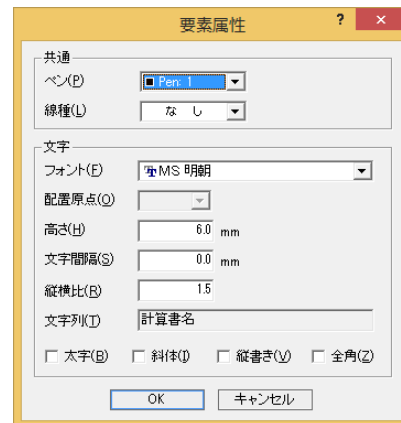 要素属性 ? ×
共通
ペン(P) Pen: 1
線種(L) な し
文字
フォント(F) MS 明朝
配置原点(O)
高さ(H) 6.0 mm
文字間隔(S) 0.0 mm
縦横比(R) 1.5
文字列(T) 計算書名
太字(B) 斜体(I) 縦書き(V) 全角(Z)
OK キャンセル